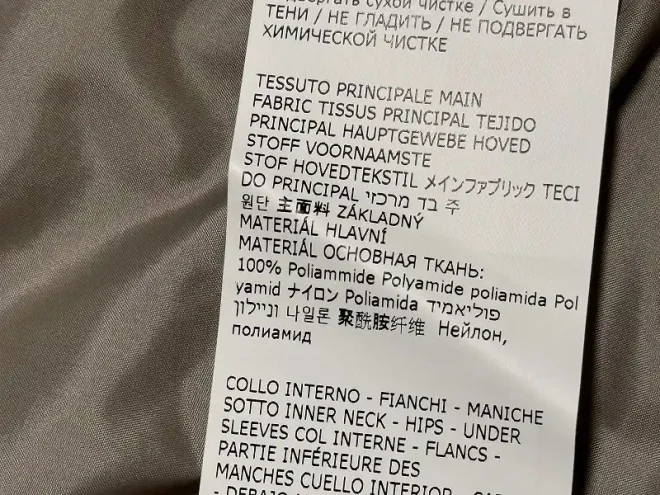 подвергать сухой чистке / Сушить в
ТЕНИ / НЕ ГЛАДИТЬ / НЕ ПОДВЕРГАТЬ
ХИМИЧЕСКОЙ ЧИСТКЕ
TESSUTO PRINCIPALE MAIN
FABRIC TISSUS PRINCIPAL TEJIDO
PRINCIPAL HAUPTGEWEBE HOVED
STOFF VOORNAAMSTE
STOF HOVEDTEKSTIL メインファブリック TECI
DO PRINCIPAL בד מרכזי 주
원단 主面料 ZÁKLADNÝ
MATERIÁL HLAVNÍ
MATERIÁL ОСНОВНАЯ ТКАНЬ:
100% Poliammide Polyamide poliamida Pol
yamid ナイロン Poliamida פוליאמיד
וניילון 나일론 聚酰胺纤维 Нейлон,
полиамид
COLLO INTERNO - FIANCHI - MANICHE
SOTTO INNER NECK - HIPS - UNDER
SLEEVES COL INTERNE - FLANCS -
PARTIE INFÉRIEURE DES
MANCHES CUELLO INTERIOR -